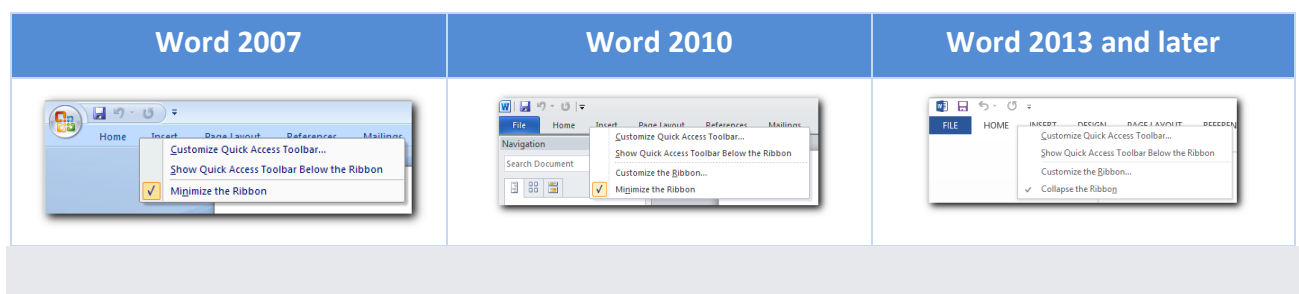 Word 2007
Word 2010
Word 2013 and later
Home Insert Page Layout References Mailings
Customize Quick Access Toolbar...
Show Quick Access Toolbar Below the Ribbon
Minimize the Ribbon
File Home Insert Page Layout References Mailings
Navigation
Search Document
Customize Quick Access Toolbar...
Show Quick Access Toolbar Below the Ribbon
Customize the Ribbon...
Minimize the Ribbon
FILE HOME INSERT DESIGN PAGE LAYOUT REFEREN
Customize Quick Access Toolbar...
Show Quick Access Toolbar Below the Ribbon
Customize the Ribbon...
Collapse the Ribbon